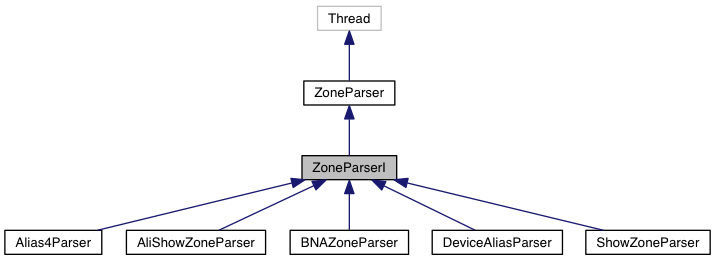 Thread
ZoneParser
ZoneParserI
Alias4Parser
AliShowZoneParser
BNAZoneParser
DeviceAliasParser
ShowZoneParser